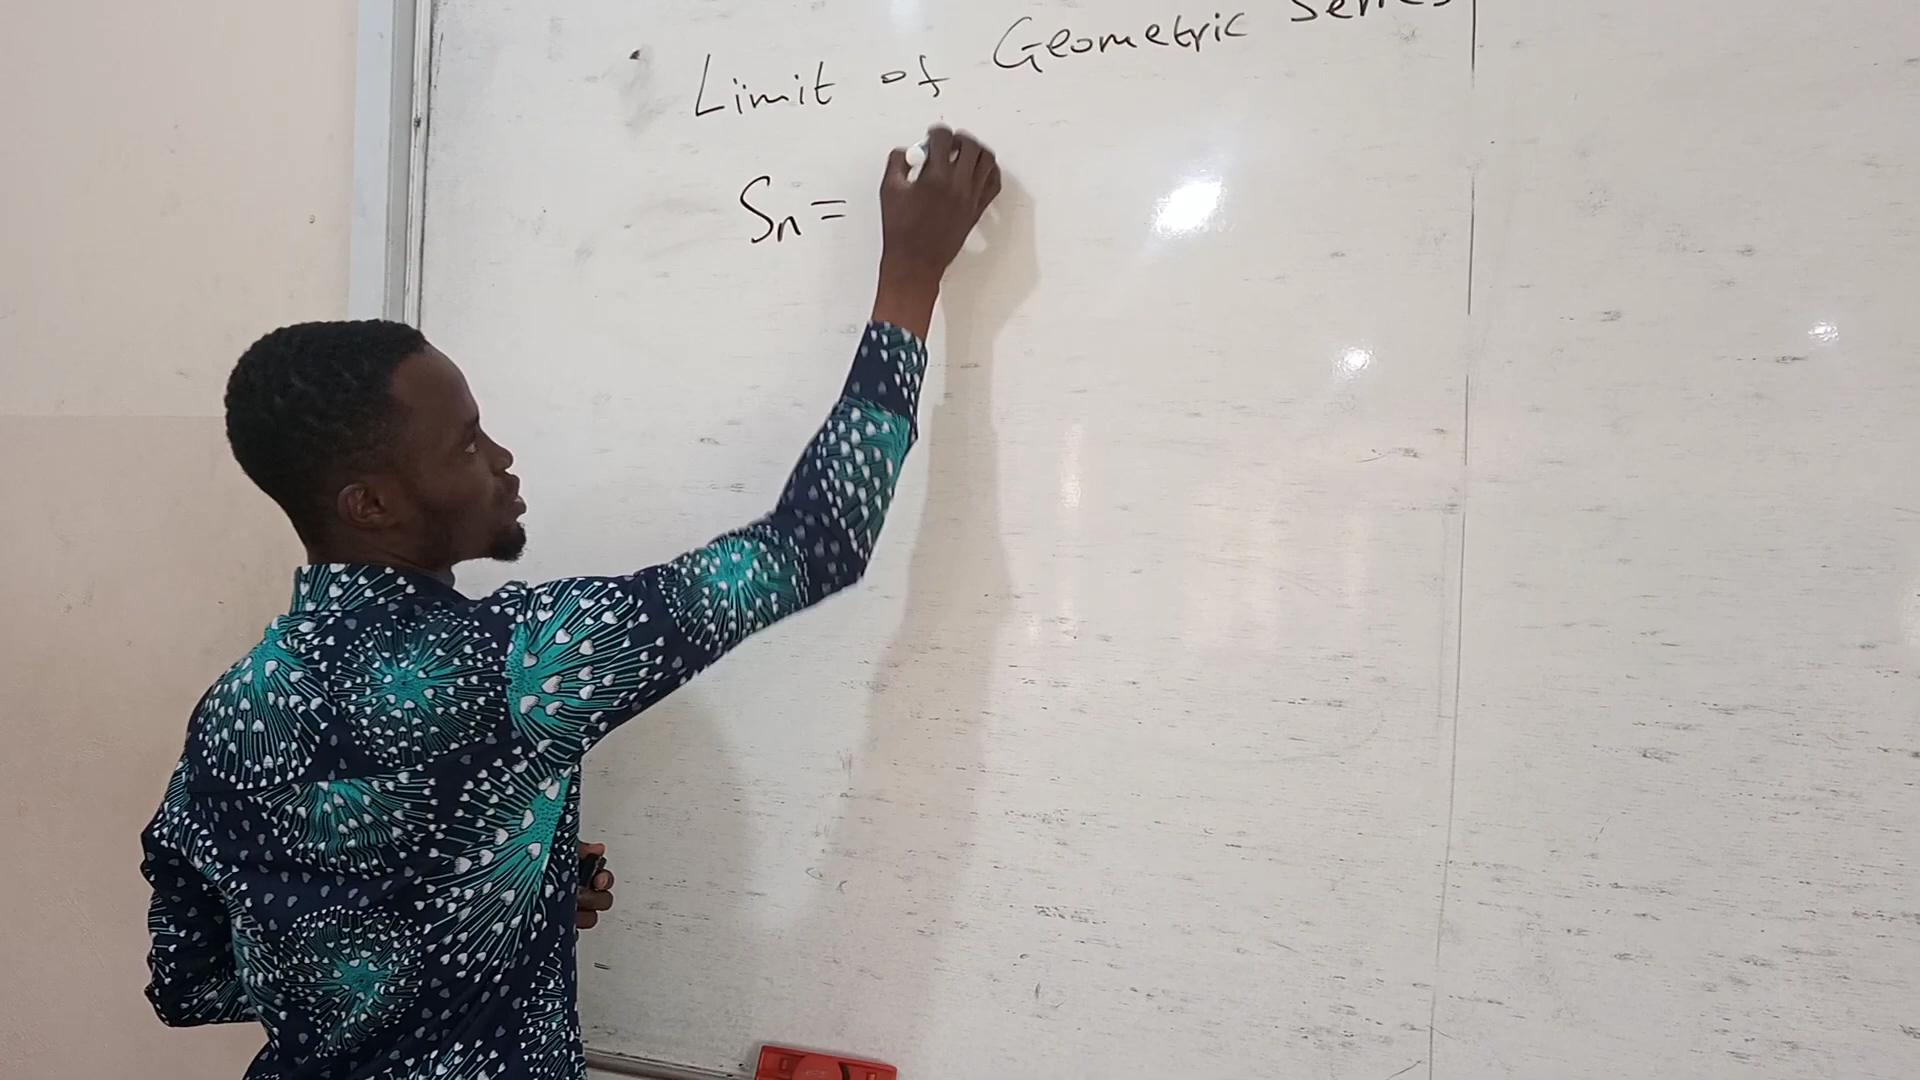 Limit of Geometric Series
Sn =